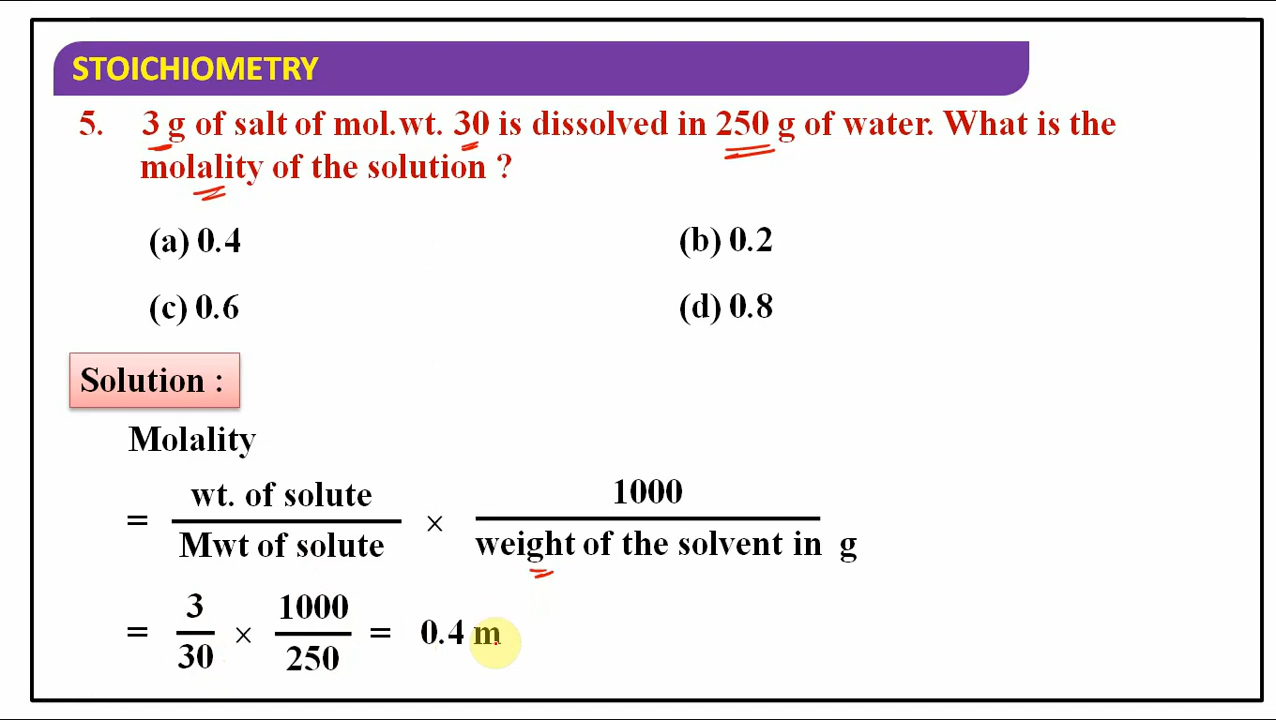 STOICHIOMETRY
5. 3 g of salt of mol.wt. 30 is dissolved in 250 g of water. What is the
molality of the solution ?
(a) 0.4 (b) 0.2
(c) 0.6 (d) 0.8
Solution :
Molality
= wt. of solute / Mwt of solute × 1000 / weight of the solvent in g
= 3 / 30 × 1000 / 250 = 0.4 m